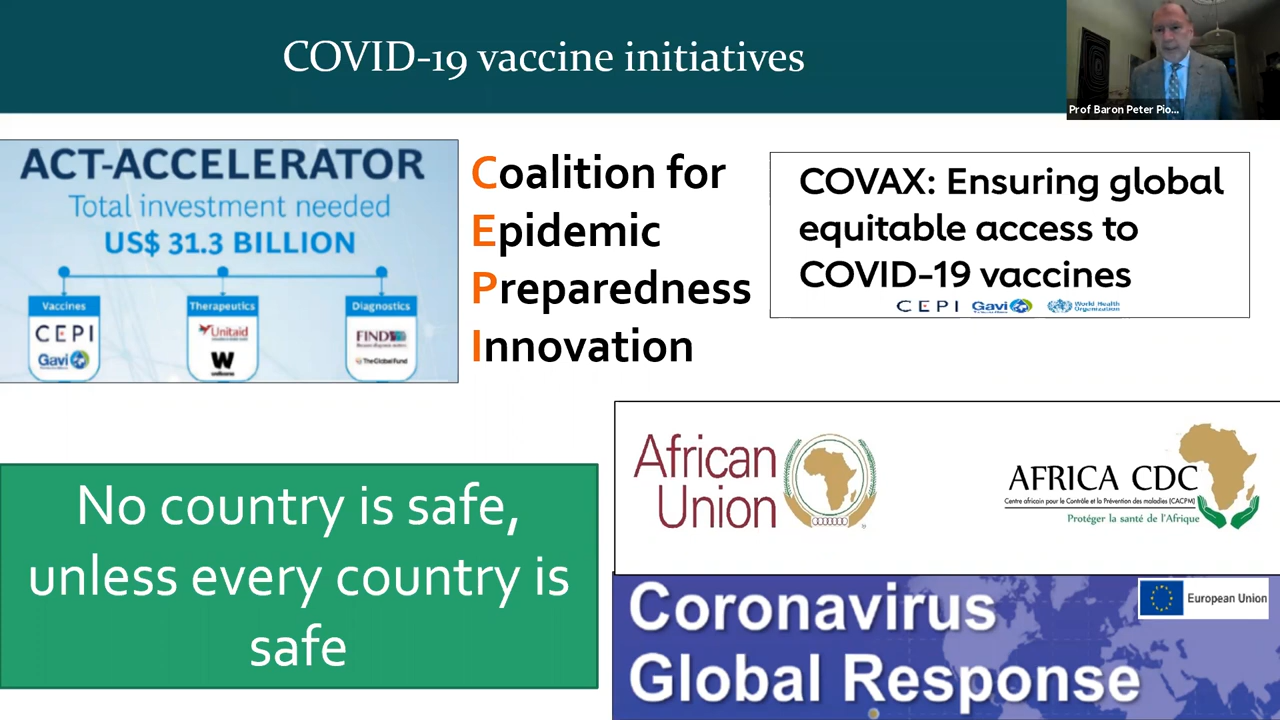 COVID-19 vaccine initiatives
Prof Baron Peter Pio...
ACT-ACCELERATOR
Total investment needed
US$ 31.3 BILLION
Vaccines
Therapeutics
Diagnostics
CEPI
Gavi
Unitaid
W
FIND
The Global Fund
Coalition for
Epidemic
Preparedness
Innovation
COVAX: Ensuring global
equitable access to
COVID-19 vaccines
CEPI
Gavi
World Health
Organization
African
Union
AFRICA CDC
Centre africain pour le Contrôle et la Prévention des maladies (CACPM)
Protéger la santé de l'Afrique
No country is safe,
unless every country is
safe
Coronavirus
Global Response
European Union